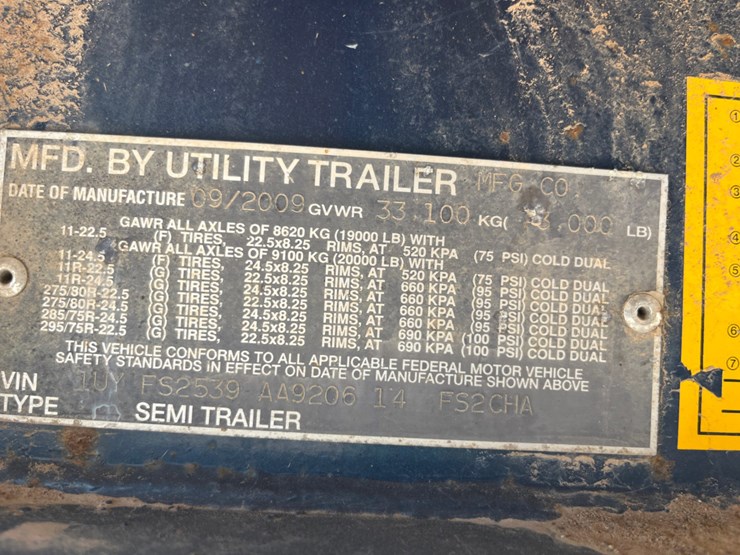 MFD. BY UTILITY TRAILER MFG. CO.
DATE OF MANUFACTURE 09/2009 GVWR 33,100 KG( 73,000 LB)
GAWR ALL AXLES OF 8620 KG (19000 LB) WITH
11-22.5 (F) TIRES, 22.5x8.25 RIMS, AT 520 KPA (75 PSI) COLD DUAL
GAWR ALL AXLES OF 9100 KG (20000 LB) WITH
11-24.5 (F) TIRES, 24.5x8.25 RIMS, AT 520 KPA (75 PSI) COLD DUAL
11R-22.5 (G) TIRES, 22.5x8.25 RIMS, AT 660 KPA (95 PSI) COLD DUAL
11R-24.5 (G) TIRES, 24.5x8.25 RIMS, AT 660 KPA (95 PSI) COLD DUAL
275/80R-22.5 (G) TIRES, 22.5x8.25 RIMS, AT 660 KPA (95 PSI) COLD DUAL
275/80R-24.5 (G) TIRES, 24.5x8.25 RIMS, AT 660 KPA (95 PSI) COLD DUAL
285/75R-24.5 (G) TIRES, 24.5x8.25 RIMS, AT 690 KPA (100 PSI) COLD DUAL
295/75R-22.5 (G) TIRES, 22.5x8.25 RIMS, AT 690 KPA (100 PSI) COLD DUAL
THIS VEHICLE CONFORMS TO ALL APPLICABLE FEDERAL MOTOR VEHICLE
SAFETY STANDARDS IN EFFECT ON DATE OF MANUFACTURE SHOWN ABOVE
VIN 1UY FS2539 AA9206 14 FS2CHA
TYPE SEMI TRAILER
1
2
3
4
5
6
7